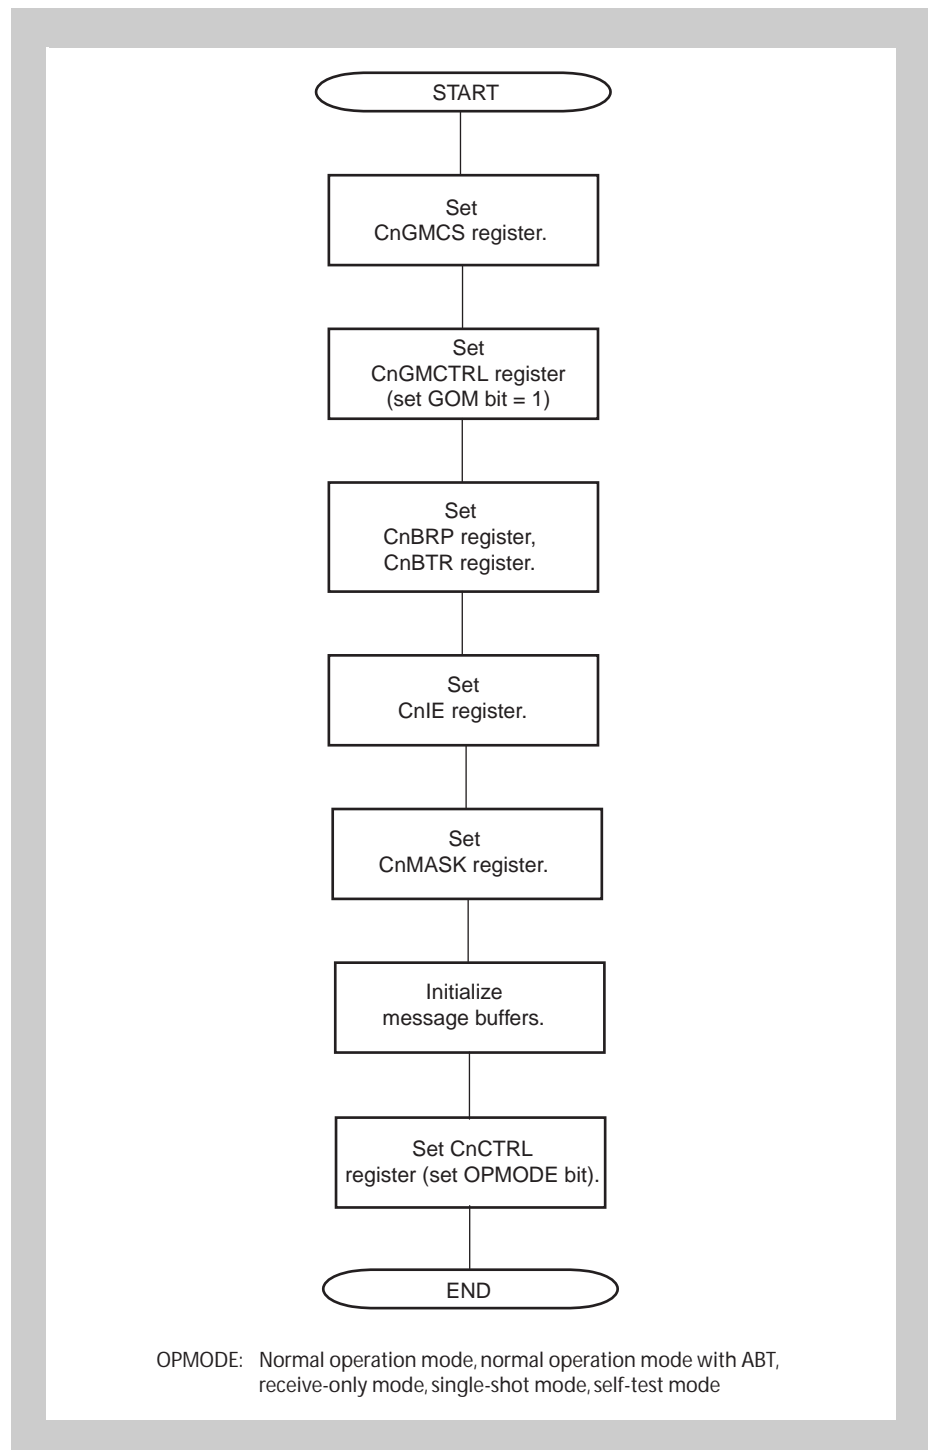 START
Set
CnGMCS register.
Set
CnGMCTRL register
(set GOM bit = 1)
Set
CnBRP register,
CnBTR register.
Set
CnIE register.
Set
CnMASK register.
Initialize
message buffers.
Set CnCTRL
register (set OPMODE bit).
END
OPMODE: Normal operation mode, normal operation mode with ABT,
receive-only mode, single-shot mode, self-test mode